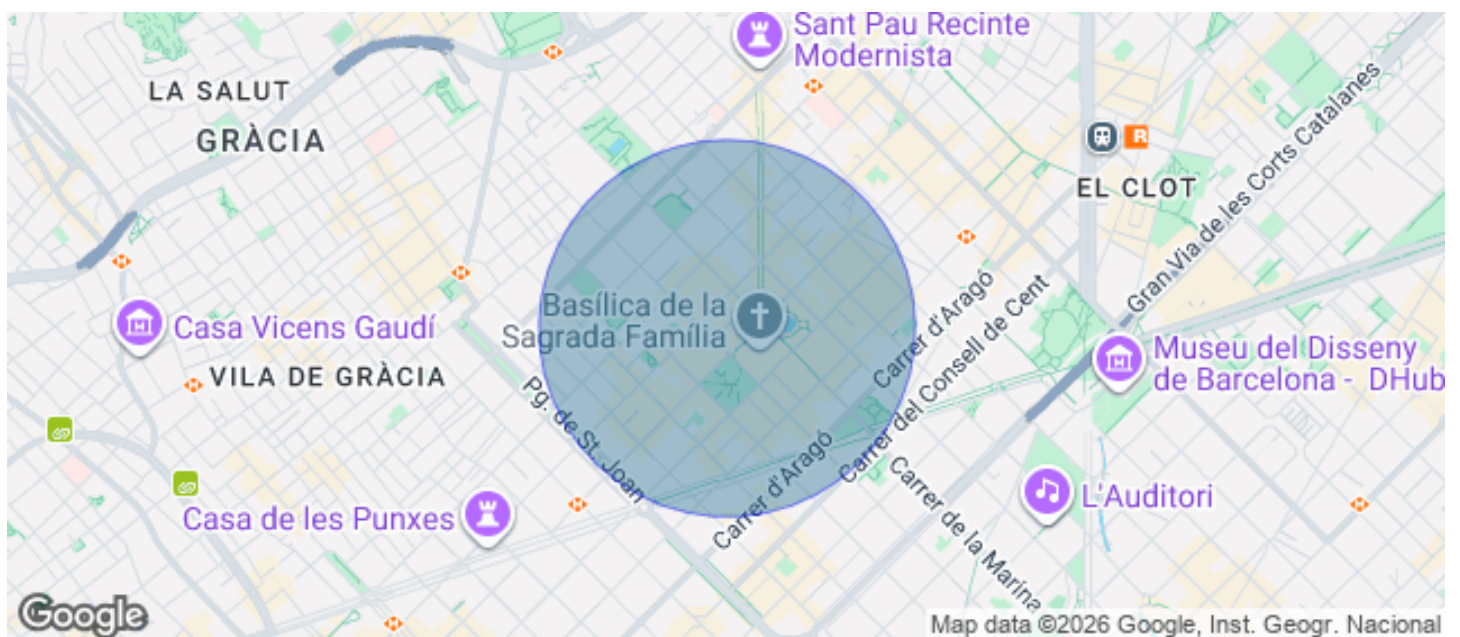 Sant Pau Recinte
Modernista
LA SALUT
GRÀCIA
R
EL CLOT
Gran Via de les Corts Catalanes
Basílica de la
Sagrada Família
Casa Vicens Gaudí
Carrer d'Aragó
Carrer del Consell de Cent
Museu del Disseny
de Barcelona - DHub
VILA DE GRÀCIA
Pg. de St. Joan
Carrer d'Aragó
Carrer de la Marina
L'Auditori
Casa de les Punxes
Google
Map data ©2026 Google, Inst. Geogr. Nacional